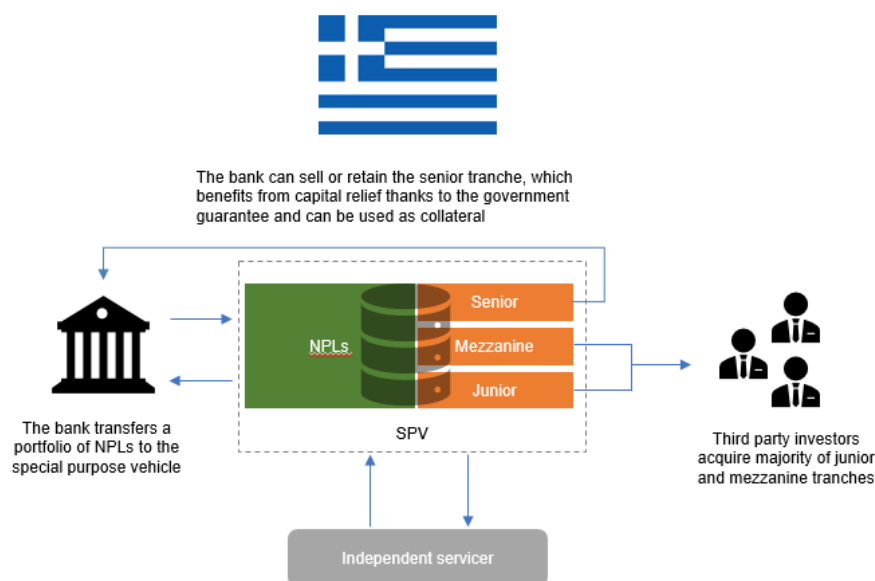 The bank can sell or retain the senior tranche, which
benefits from capital relief thanks to the government
guarantee and can be used as collateral
Senior
NPLs
Mezzanine
Junior
SPV
The bank transfers a
portfolio of NPLs to the
special purpose vehicle
Third party investors
acquire majority of junior
and mezzanine tranches
Independent servicer